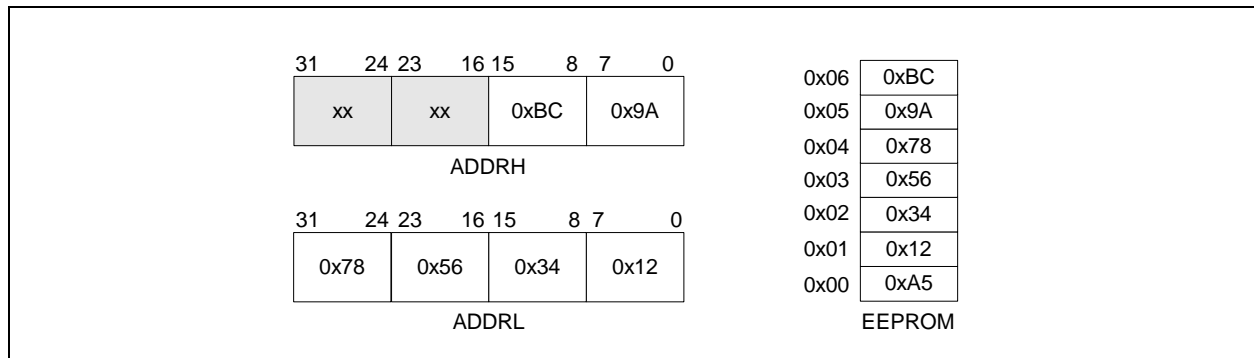 31 24 23 16 15 8 7 0
xx xx 0xBC 0x9A
ADDRH
31 24 23 16 15 8 7 0
0x78 0x56 0x34 0x12
ADDRL
0x06 0xBC
0x05 0x9A
0x04 0x78
0x03 0x56
0x02 0x34
0x01 0x12
0x00 0xA5
EEPROM